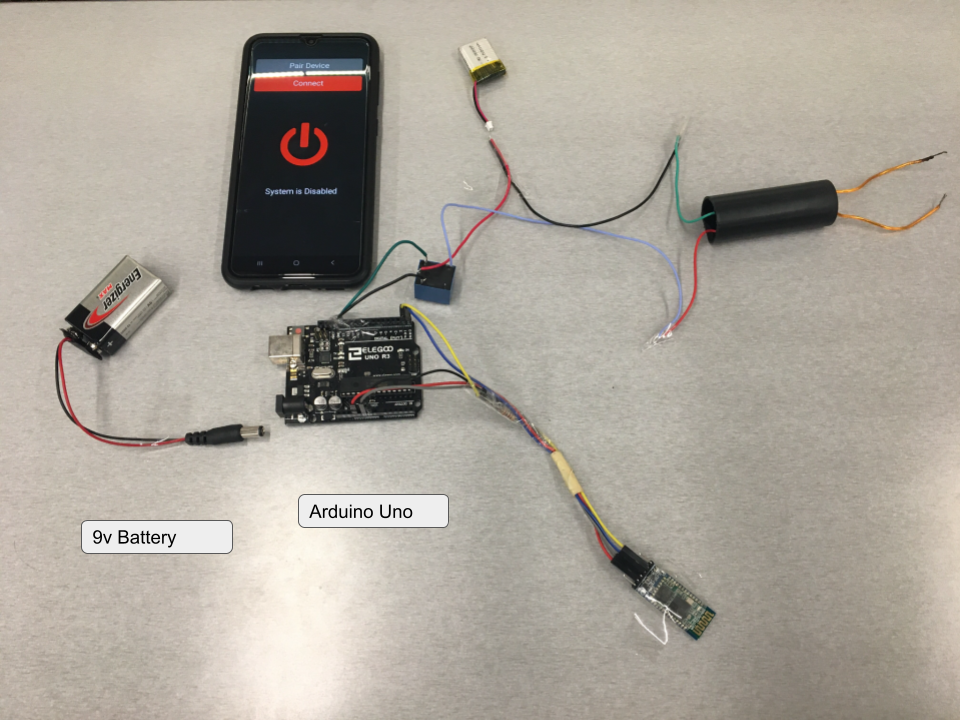 Pair Device
Connect
System is Disabled
Energizer
MAX
ELEGOO
UNO R3
Arduino Uno
9v Battery